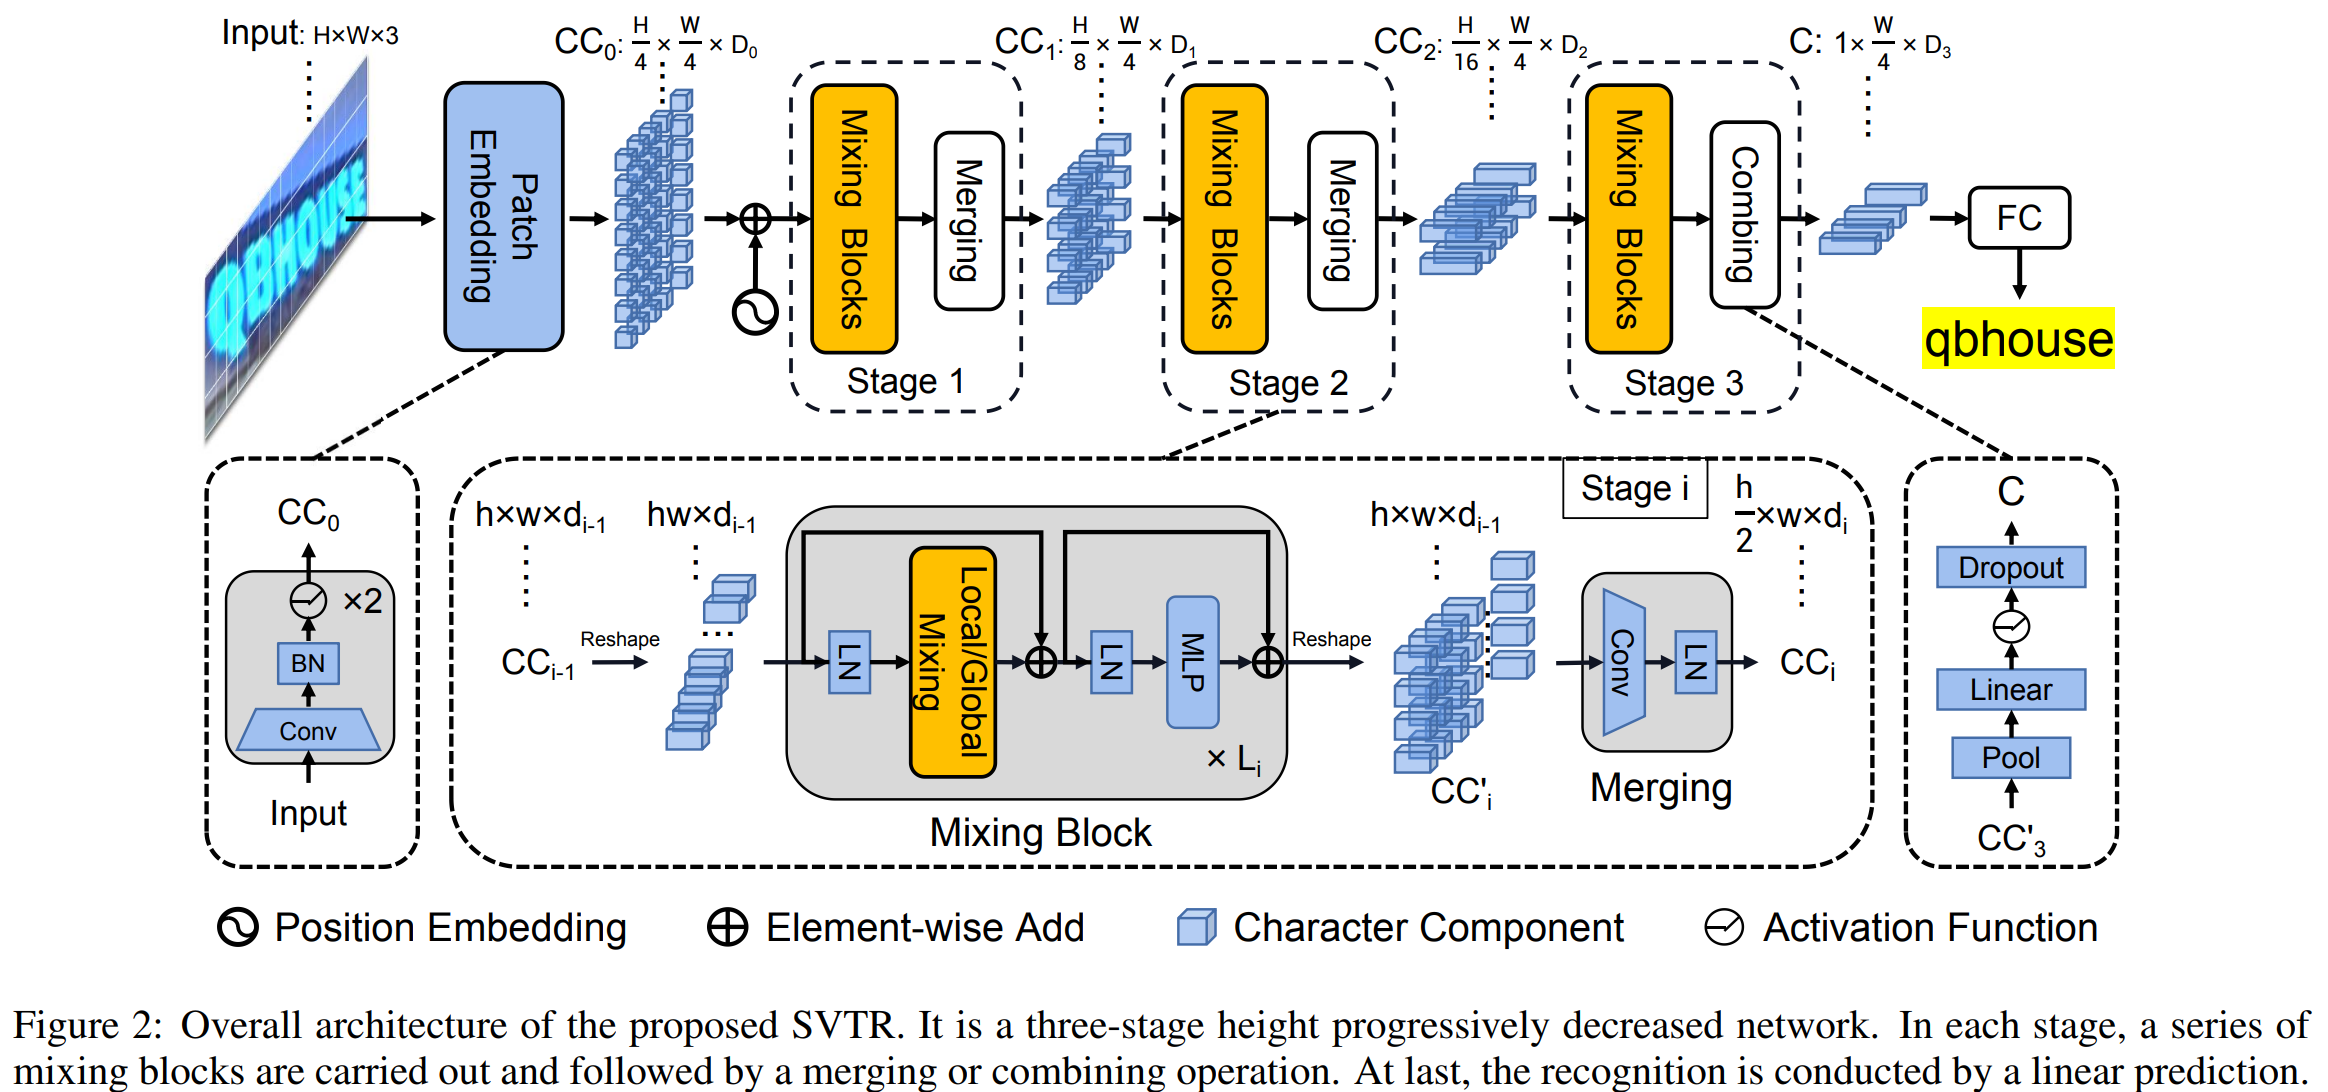 Input: H×W×3
CC0: H/4 × W/4 × D0
CC1: H/8 × W/4 × D1
CC2: H/16 × W/4 × D2
C: 1× W/4 × D3
QBHOUSE
Patch Embedding
Mixing Blocks
Merging
Stage 1
Mixing Blocks
Merging
Stage 2
Mixing Blocks
Combing
Stage 3
FC
qbhouse
CC0
×2
BN
Conv
Input
h×w×di-1
hw×di-1
CCi-1
Reshape
LN
Local/Global Mixing
LN
MLP
× Li
Mixing Block
Reshape
h×w×di-1
CC'i
Stage i
h/2 ×w×di
Conv
LN
CCi
Merging
C
Dropout
Linear
Pool
CC'3
Position Embedding
Element-wise Add
Character Component
Activation Function
Figure 2: Overall architecture of the proposed SVTR. It is a three-stage height progressively decreased network. In each stage, a series of
mixing blocks are carried out and followed by a merging or combining operation. At last, the recognition is conducted by a linear prediction.